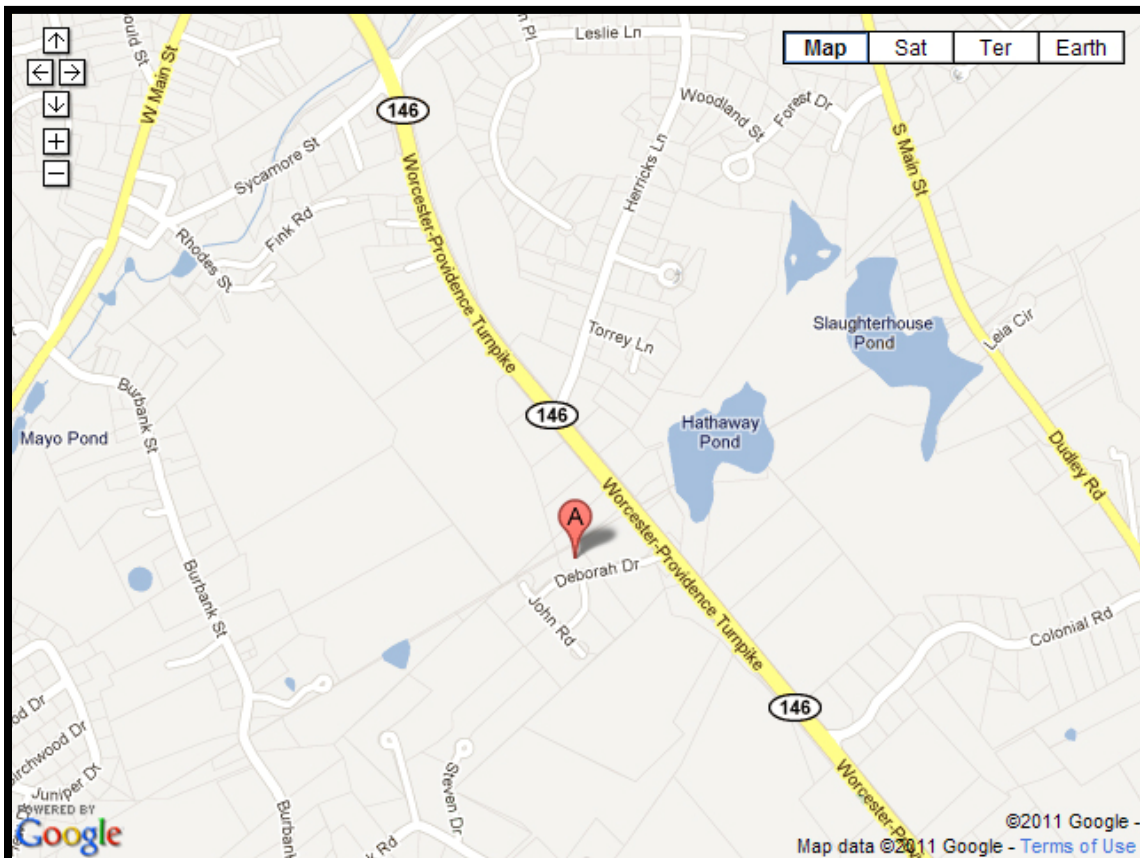 Leslie Ln
Map
Sat
Ter
Earth
W Main St
146
Woodland St
Forest Dr
Sycamore St
Herricks Ln
S Main St
Worcester-Providence Turnpike
Fink Rd
Rhodes St
Torrey Ln
Slaughterhouse
Pond
Lela Cir
Burbank St
146
Hathaway
Pond
Mayo Pond
Dudley Rd
Worcester-Providence Turnpike
A
Deborah Dr
Burbank St
John Rd
Colonial Rd
146
Juniper Dr
Steven Dr
Burbank
POWERED BY
Google
©2011 Google -
Map data ©2011 Google - Terms of Use